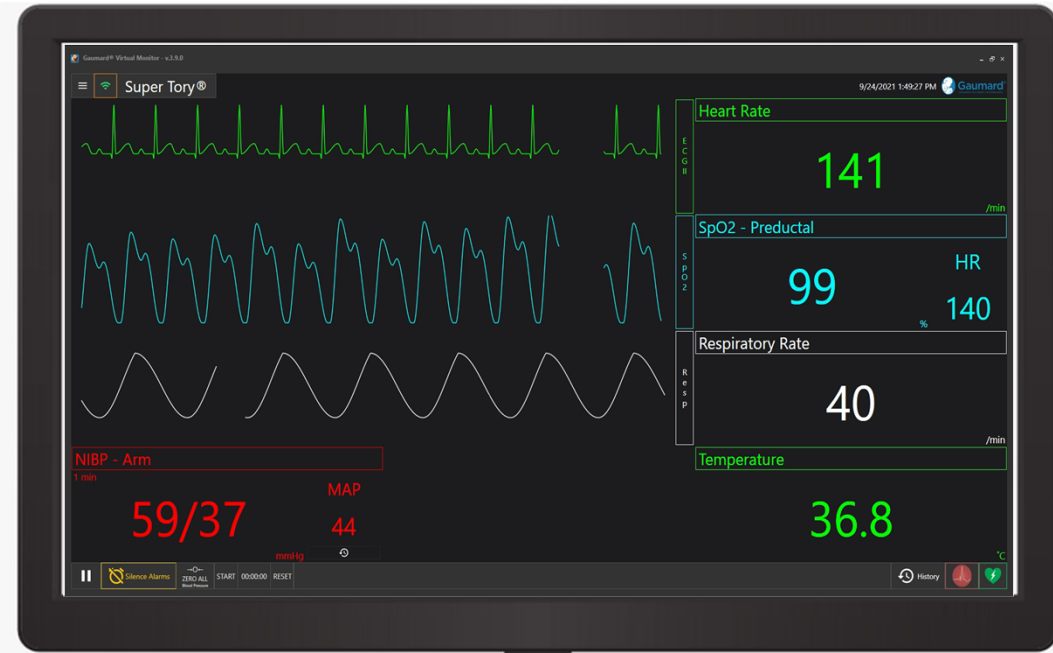 Gaumard® Virtual Monitor - v.3.9.0
Super Tory®
9/24/2021 1:49:27 PM
Gaumard
ECG II
Heart Rate
141
/min
SpO2
SpO2 - Preductal
99
%
HR
140
Resp
Respiratory Rate
40
/min
NIBP - Arm
1 min
59/37
mmHg
MAP
44
Temperature
36.8
°C
Silence Alarms
ZERO ALL
Blood Pressure
START
00:00:00
RESET
History